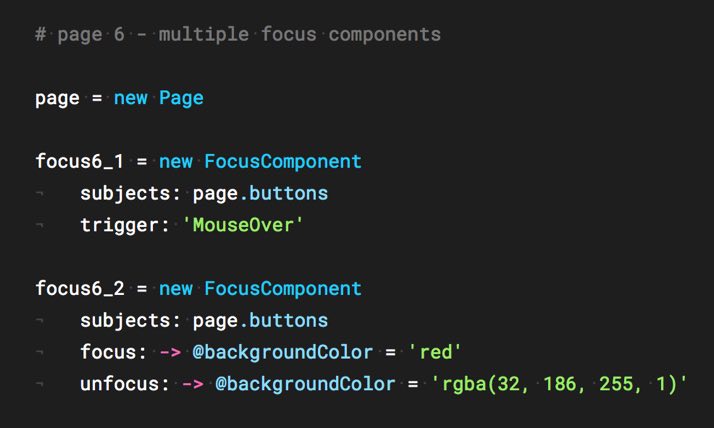 # page 6 - multiple focus components
page = new Page
focus6_1 = new FocusComponent
¬ subjects: page.buttons
¬ trigger: 'MouseOver'
focus6_2 = new FocusComponent
¬ subjects: page.buttons
¬ focus: -> @backgroundColor = 'red'
¬ unfocus: -> @backgroundColor = 'rgba(32, 186, 255, 1)'